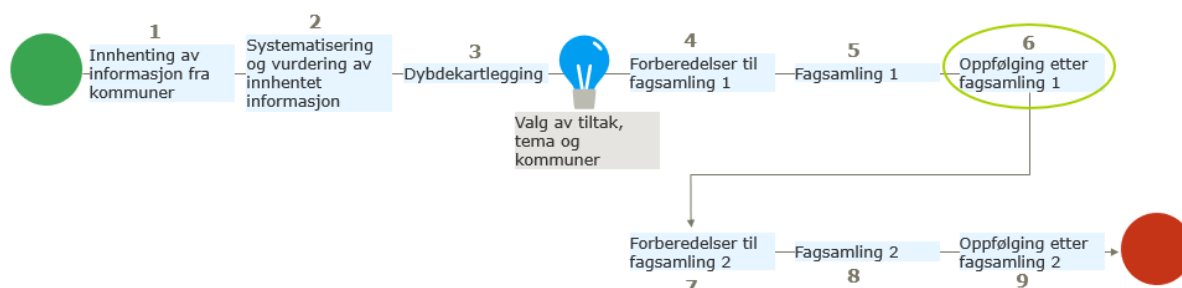 1
Innhenting av
informasjon fra
kommuner
2
Systematisering
og vurdering av
innhentet
informasjon
3
Dybdekartlegging
Valg av tiltak,
tema og
kommuner
4
Forberedelser til
fagsamling 1
5
Fagsamling 1
6
Oppfølging etter
fagsamling 1
Forberedelser til
fagsamling 2
7
Fagsamling 2
8
Oppfølging etter
fagsamling 2
9